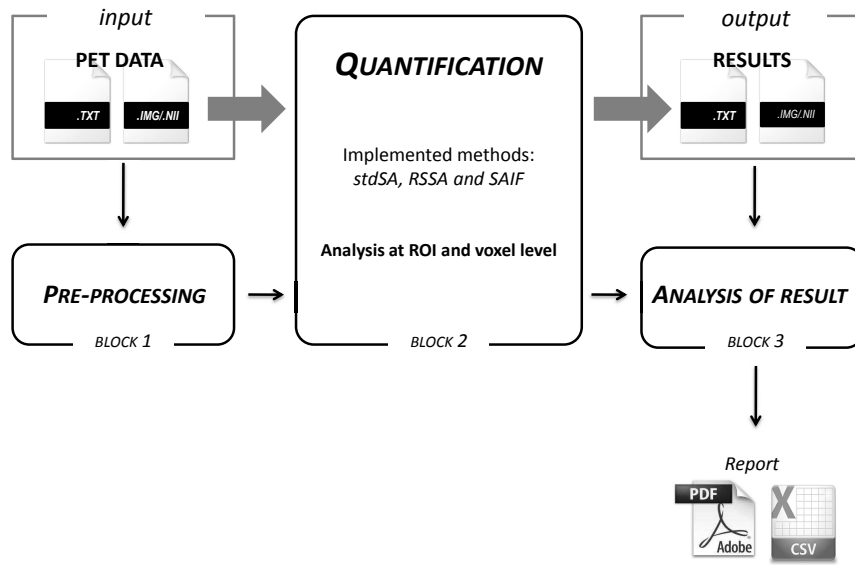 input
PET DATA
.TXT
.IMG/.NII
QUANTIFICATION
Implemented methods:
stdSA, RSSA and SAIF
Analysis at ROI and voxel level
BLOCK 2
output
RESULTS
.TXT
.IMG/.NII
PRE-PROCESSING
BLOCK 1
ANALYSIS OF RESULT
BLOCK 3
Report
PDF
Adobe
X
CSV